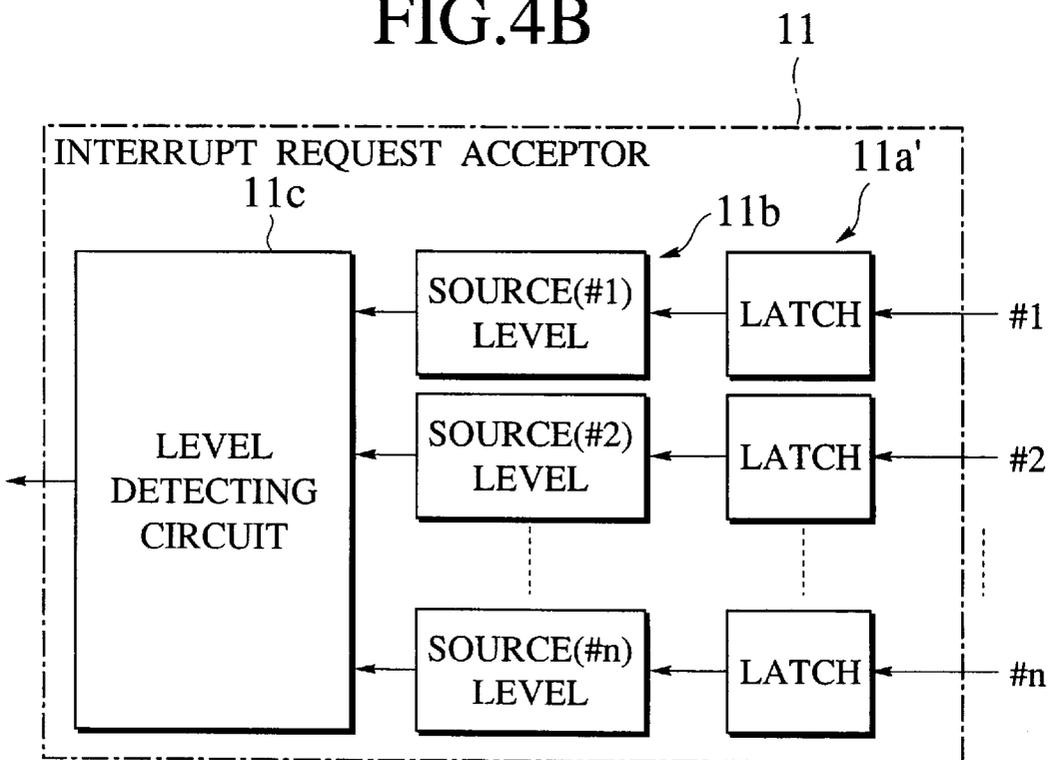 FIG.4B
11
INTERRUPT REQUEST ACCEPTOR
11a'
11c
11b
SOURCE(#1)
LEVEL
LATCH
#1
SOURCE(#2)
LEVEL
LATCH
#2
LEVEL
DETECTING
CIRCUIT
SOURCE(#n)
LEVEL
LATCH
#n